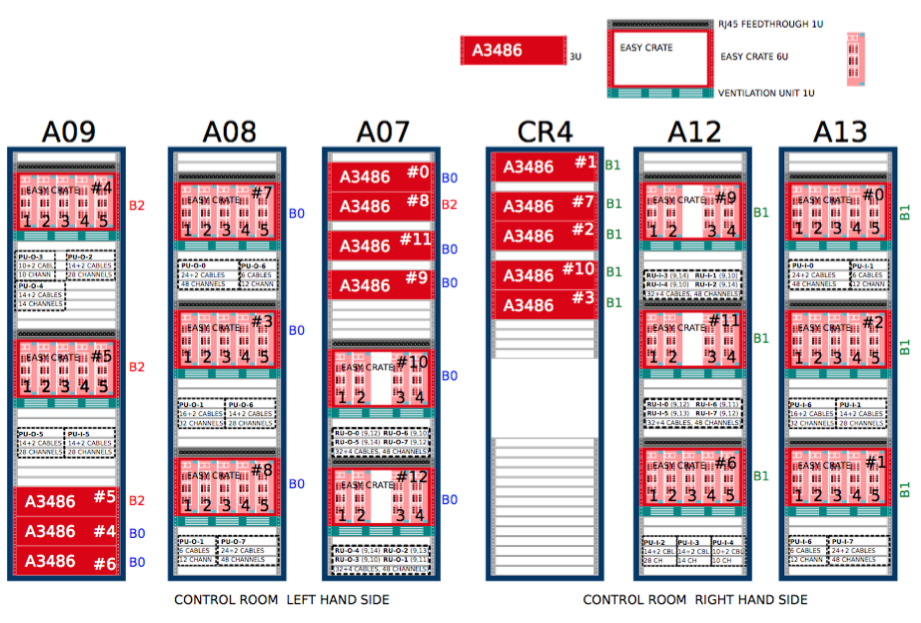 RJ45 FEEDTHROUGH 1U
A3486
3U
EASY CRATE
EASY CRATE 6U
VENTILATION UNIT 1U
A09
A08
A07
CR4
A12
A13
EASY CRATE #4
1 2 3 4 5
B2
PU-O-3
10+2 CABL
10 CHANN
PU-O-2
14+2 CABLES
28 CHANNELS
PU-O-4
14+2 CABLES
14 CHANNELS
EASY CRATE #5
1 2 3 4 5
B2
PU-O-5
14+2 CABLES
28 CHANNELS
PU-I-5
14+2 CABLES
28 CHANNELS
A3486 #5
B2
A3486 #4
B0
A3486 #6
B0
EASY CRATE #7
1 2 3 4 5
B0
PU-O-0
24+2 CABLES
48 CHANNELS
PU-O-6
6 CABLES
12 CHANN
EASY CRATE #3
1 2 3 4 5
B0
PU-O-1
16+2 CABLES
32 CHANNELS
PU-O-6
14+2 CABLES
28 CHANNELS
EASY CRATE #8
1 2 3 4 5
B0
PU-O-1
6 CABLES
12 CHANN
PU-O-7
24+2 CABLES
48 CHANNELS
A3486 #0
B0
A3486 #8
B2
A3486 #11
B0
A3486 #9
B0
EASY CRATE #10
1 2 3 4
B0
RU-O-0 (9,12) RU-O-6 (9,10)
RU-O-5 (9,14) RU-O-7 (9,12)
32+4 CABLES, 48 CHANNELS
EASY CRATE #12
1 2 3 4
B0
RU-O-4 (9,14) RU-O-2 (9,13)
RU-O-3 (9,10) RU-O-1 (9,11)
32+4 CABLES, 48 CHANNELS
A3486 #1
B1
A3486 #7
B1
A3486 #2
B1
A3486 #10
B1
A3486 #3
B1
EASY CRATE #9
1 2 3 4
B1
RU-I-3 (9,14) RU-I-1 (9,10)
RU-I-4 (9,11) RU-I-2 (9,14)
32+4 CABLES, 48 CHANNELS
EASY CRATE #11
1 2 3 4
B1
RU-I-0 (9,12) RU-I-6 (9,11)
RU-I-5 (9,13) RU-I-7 (9,12)
32+4 CABLES, 48 CHANNELS
EASY CRATE #6
1 2 3 4 5
B1
PU-I-2
14+2 CBL
28 CH
PU-I-3
14+2 CBL
14 CH
PU-I-4
10+2 CBL
10 CH
EASY CRATE #0
1 2 3 4 5
B1
PU-I-0
24+2 CABLES
48 CHANNELS
PU-I-1
6 CABLES
12 CHANN
EASY CRATE #2
1 2 3 4 5
B1
PU-I-6
16+2 CABLES
32 CHANNELS
PU-I-1
14+2 CABLES
28 CHANNELS
EASY CRATE #1
1 2 3 4 5
B1
PU-I-6
6 CABLES
12 CHANN
PU-I-7
24+2 CABLES
48 CHANNELS
CONTROL ROOM LEFT HAND SIDE
CONTROL ROOM RIGHT HAND SIDE